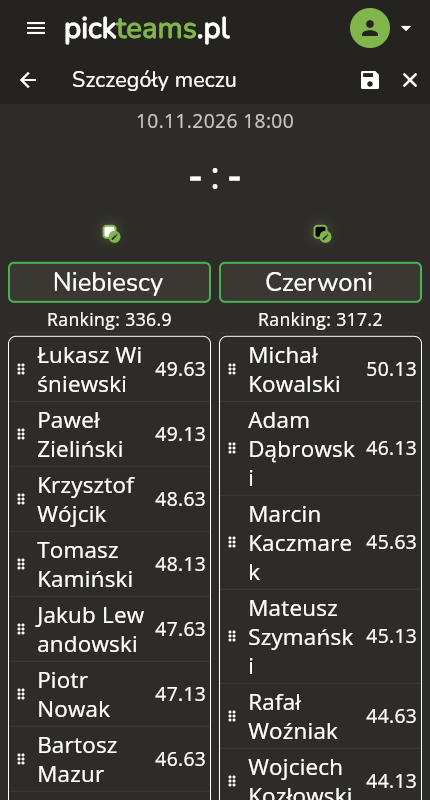 pickteams.pl
Szczegóły meczu
10.11.2026 18:00
- : -
Niebiescy
Ranking: 336.9
Łukasz Wi
śniewski
49.63
Paweł
Zieliński
49.13
Krzysztof
Wójcik
48.63
Tomasz
Kamiński
48.13
Jakub Lew
andowski
47.63
Piotr
Nowak
47.13
Bartosz
Mazur
46.63
Czerwoni
Ranking: 317.2
Michał
Kowalski
50.13
Adam
Dąbrowsk
i
46.13
Marcin
Kaczmare
k
45.63
Mateusz
Szymańsk
i
45.13
Rafał
Woźniak
44.63
Wojciech
Kozłowski
44.13